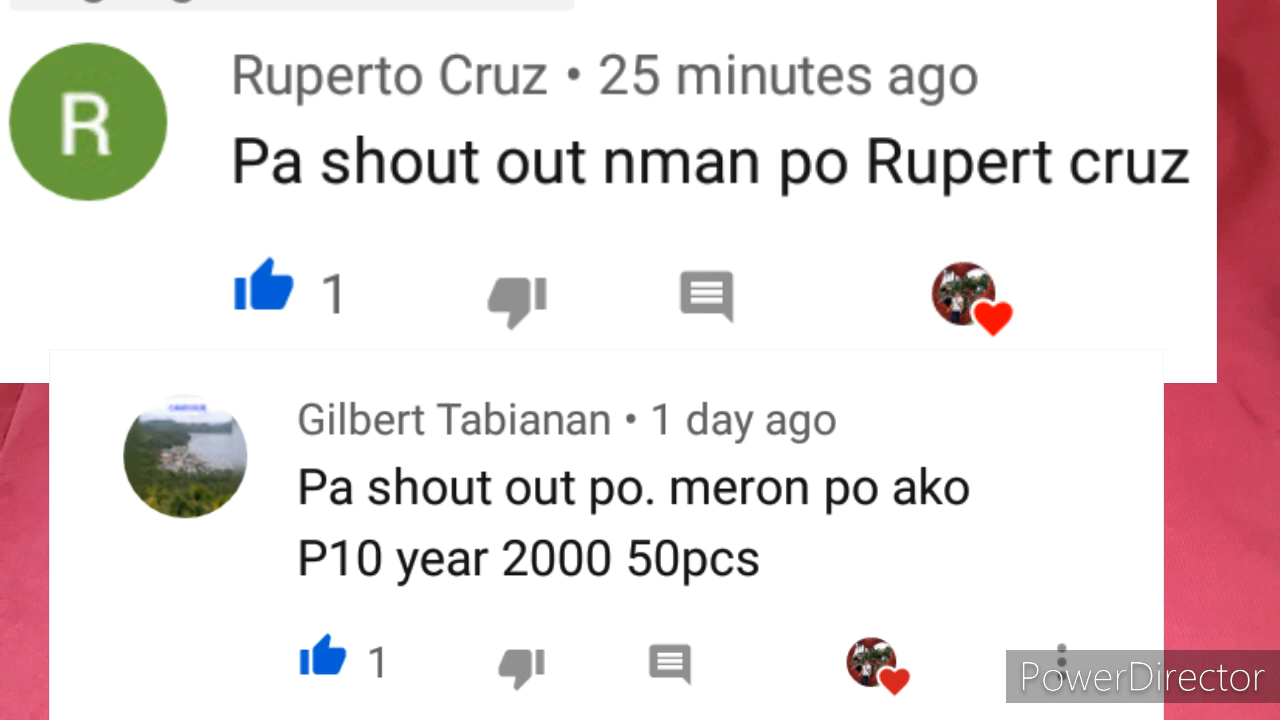 R
Ruperto Cruz • 25 minutes ago
Pa shout out nman po Rupert cruz
1
Gilbert Tabianan • 1 day ago
Pa shout out po. meron po ako
P10 year 2000 50pcs
1
PowerDirector